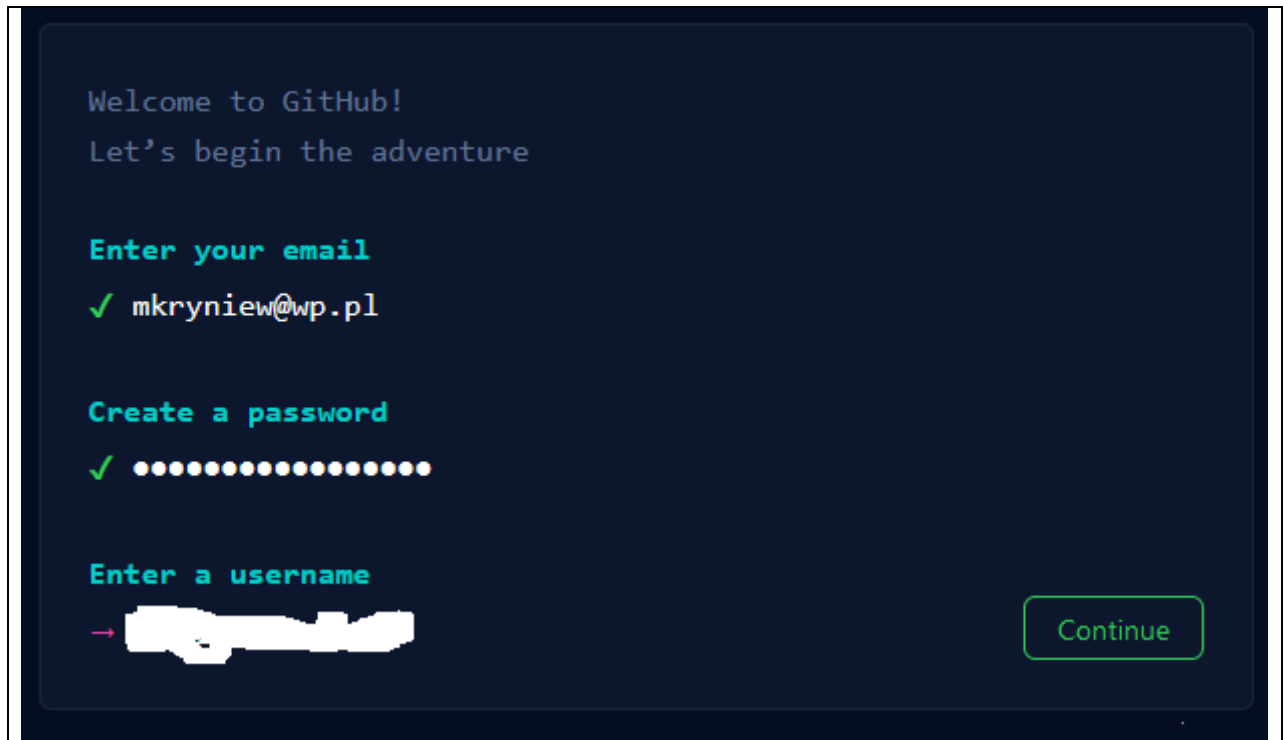 Welcome to GitHub!
Let’s begin the adventure
Enter your email
✓ mkryniew@wp.pl
Create a password
✓ •••••••••••••••••
Enter a username
→
Continue